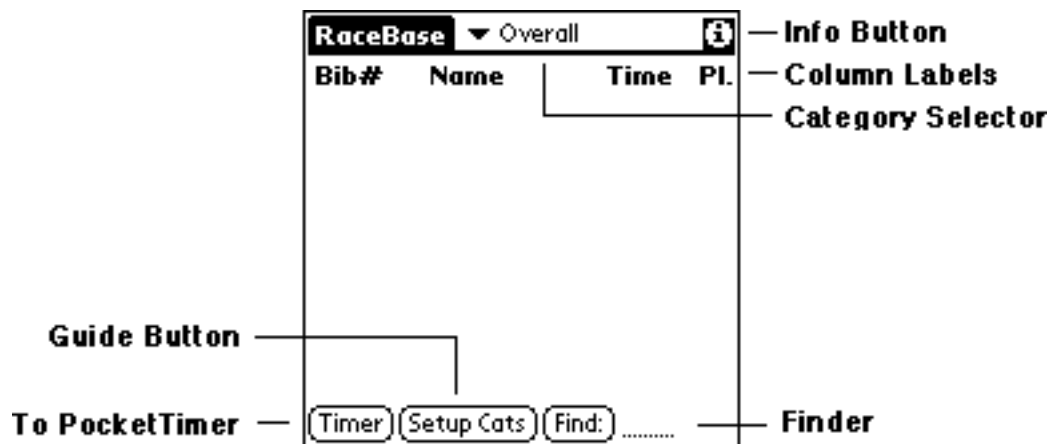 RaceBase ▼ Overall
Info Button
Bib# Name Time Pl.
Column Labels
Category Selector
Guide Button
To PocketTimer
Timer Setup Cats Find:
Finder